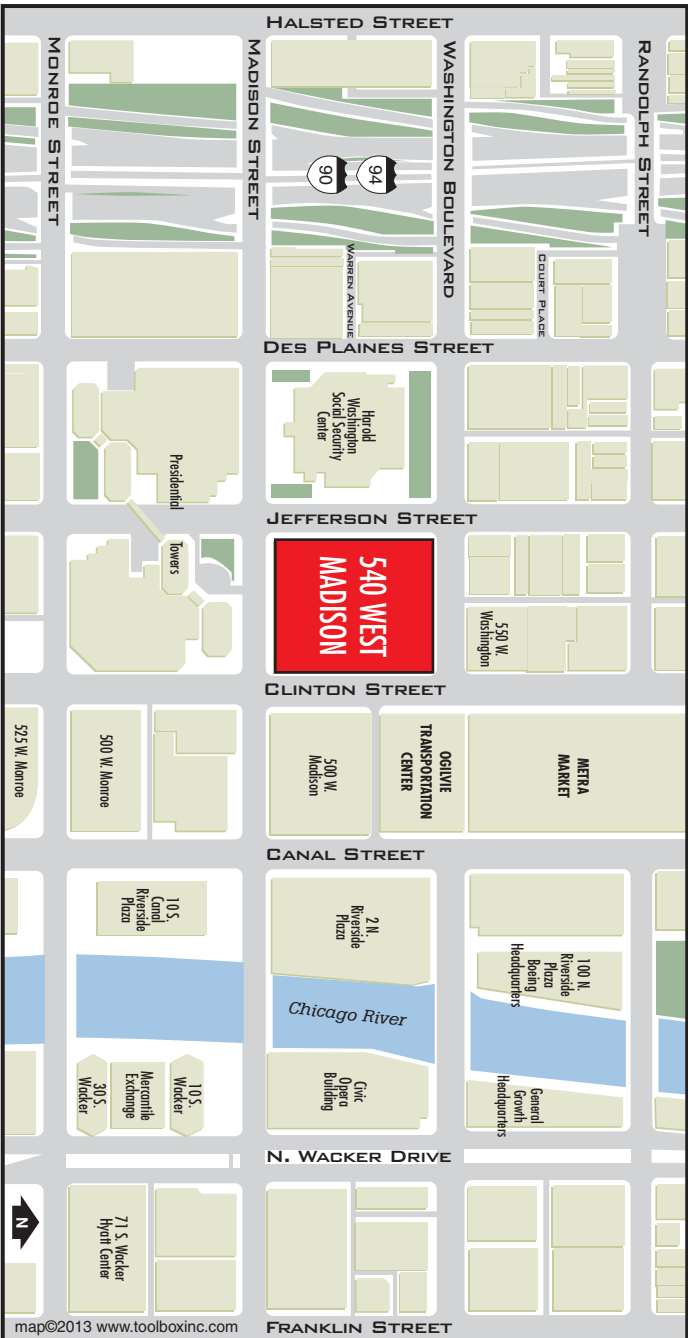 HALSTED STREET
MONROE STREET
MADISON STREET
WASHINGTON BOULEVARD
RANDOLPH STREET
90
94
WARREN AVENUE
COURT PLACE
DES PLAINES STREET
Presidential
Towers
Harold
Washington
Social Security
Center
JEFFERSON STREET
540 WEST
MADISON
550 W.
Washington
CLINTON STREET
525 W. Monroe
500 W. Monroe
500 W.
Madison
OGILVIE
TRANSPORTATION
CENTER
METRA
MARKET
CANAL STREET
10 S.
Canal
Riverside
Plaza
2 N.
Riverside
Plaza
100 N.
Riverside
Plaza
Boeing
Headquarters
Chicago River
30 S.
Wacker
Mercantile
Exchange
10 S.
Wacker
Civic
Opera
Building
General
Growth
Headquarters
N. WACKER DRIVE
N
71 S. Wacker
Hyatt Center
map©2013 www.toolboxinc.com
FRANKLIN STREET